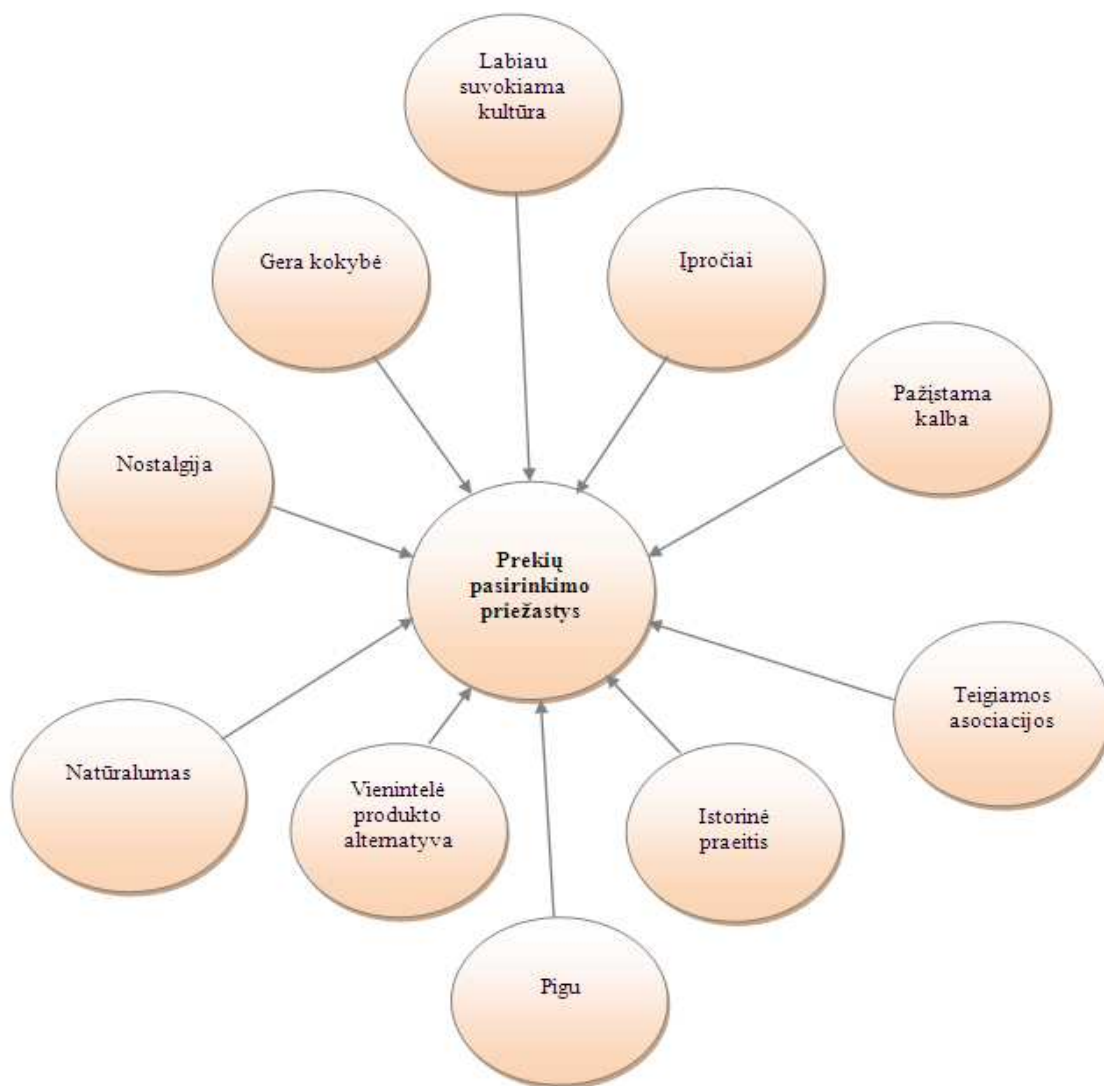 Labiau
suvokiama
kultūra
Gera kokybė
Įpročiai
Pažįstama
kalba
Nostalgija
Prekių
pasirinkimo
priežastys
Teigiamos
asociacijos
Natūralumas
Vienintelė
produkto
alternatyva
Istorinė
praeitis
Pigu